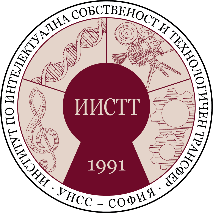 · ИНСТИТУТ ПО ИНТЕЛЕКТУАЛНА СОБСТВЕНОСТ И ТЕХНОЛОГИЧЕН ТРАНСФЕР ·
УНСС – СОФИЯ
ИИСТТ
1991